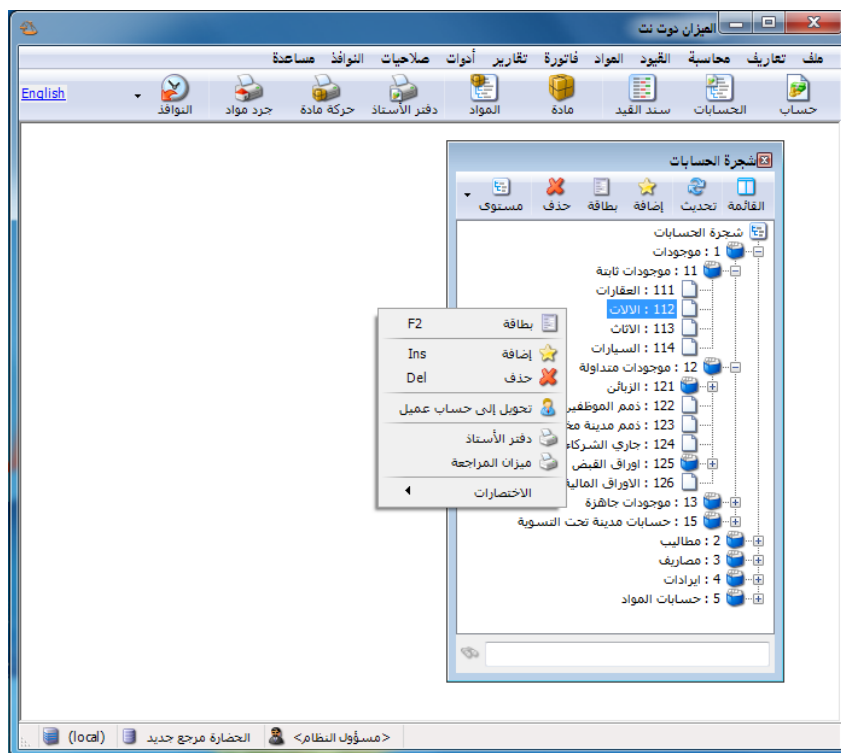 الميزان دوت نت
ملف تعاريف محاسبة القيود المواد فاتورة تقارير أدوات صلاحيات النوافذ مساعدة
حساب الحسابات سند القيد مادة المواد دفتر الأستاذ حركة مادة جرد مواد النوافذ English
شجرة الحسابات
القائمة تحديث إضافة بطاقة حذف مستوى
شجرة الحسابات
1 : موجودات
11 : موجودات ثابتة
111 : العقارات
112 : الالات
113 : الاثاث
114 : السيارات
12 : موجودات متداولة
121 : الزبائن
122 : ذمم الموظفين
123 : ذمم مدينة
124 : جاري الشركاء
125 : اوراق القبض
126 : الاوراق المالية
13 : موجودات جاهزة
15 : حسابات مدينة تحت التسوية
2 : مطاليب
3 : مصاريف
4 : ايرادات
5 : حسابات المواد
بطاقة F2
إضافة Ins
حذف Del
تحويل إلى حساب عميل
دفتر الأستاذ
ميزان المراجعة
الاختصارات
<مسؤول النظام> الحضارة مرجع جديد (local)